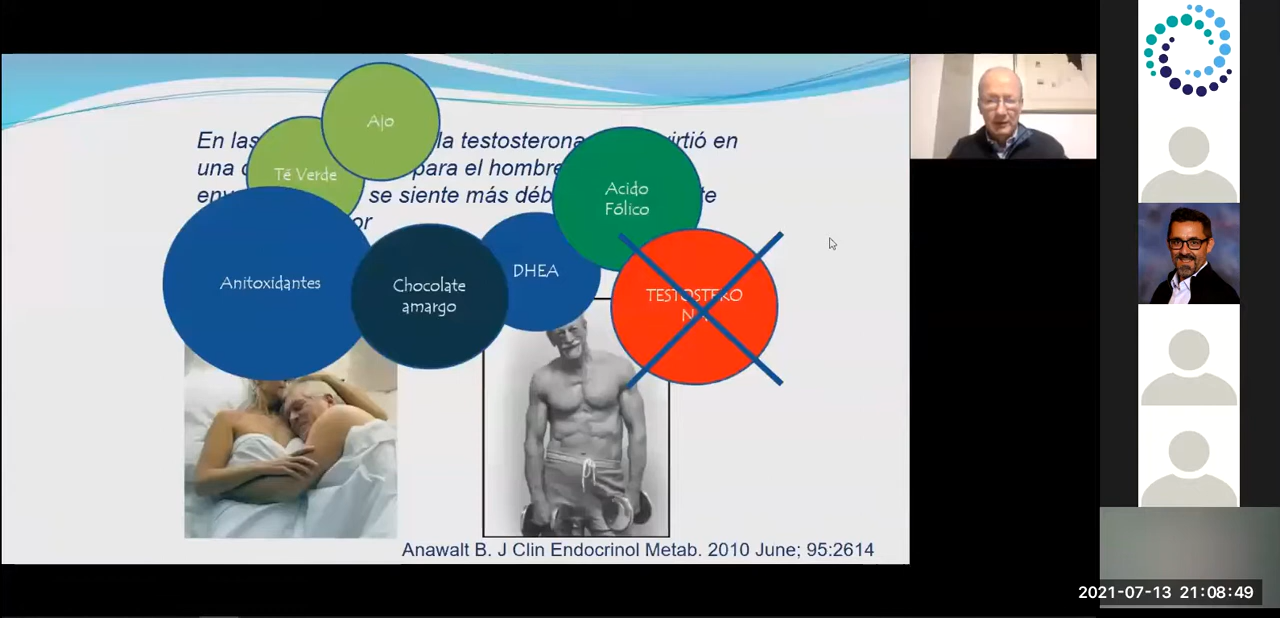 En las la testosterona irtió en
una para el hombre
env se siente más déb te
or
Ajo
Té Verde
Acido
Fólico
Anitoxidantes
Chocolate
amargo
DHEA
TESTOSTERO
N
Anawalt B. J Clin Endocrinol Metab. 2010 June; 95:2614
2021-07-13 21:08:49